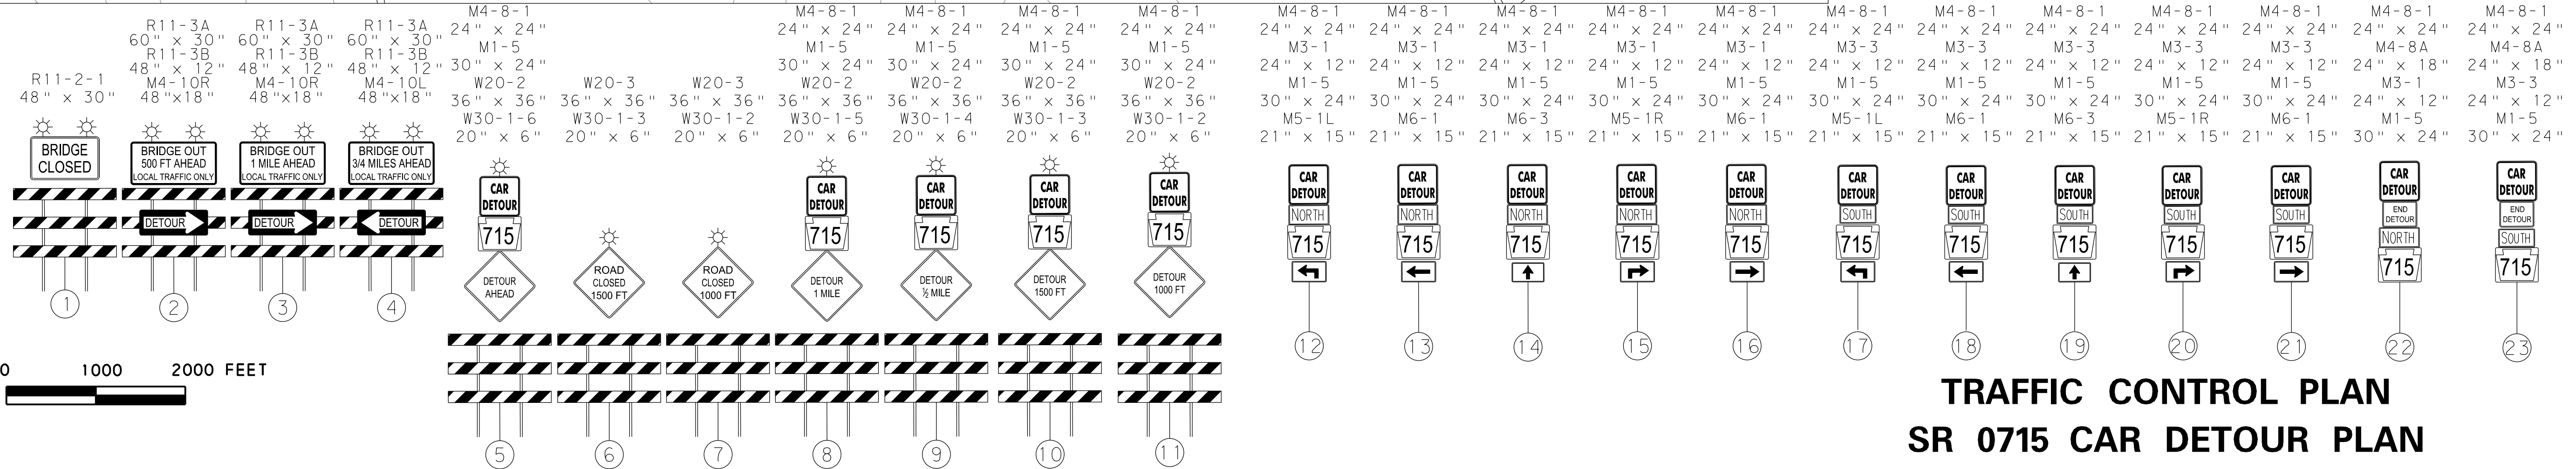 R11-2-1
48" x 30"
BRIDGE
CLOSED
1
R11-3A
60" x 30"
R11-3B
48" x 12"
M4-10R
48"x18"
BRIDGE OUT
500 FT AHEAD
LOCAL TRAFFIC ONLY
DETOUR
2
R11-3A
60" x 30"
R11-3B
48" x 12"
M4-10R
48"x18"
BRIDGE OUT
1 MILE AHEAD
LOCAL TRAFFIC ONLY
DETOUR
3
R11-3A
60" x 30"
R11-3B
48" x 12"
M4-10L
48"x18"
BRIDGE OUT
3/4 MILES AHEAD
LOCAL TRAFFIC ONLY
DETOUR
4
M4-8-1
24" x 24"
M1-5
30" x 24"
W20-2
36" x 36"
W30-1-6
20" x 6"
CAR
DETOUR
715
DETOUR
AHEAD
5
W20-3
36" x 36"
W30-1-3
20" x 6"
ROAD
CLOSED
1500 FT
6
W20-3
36" x 36"
W30-1-2
20" x 6"
ROAD
CLOSED
1000 FT
7
M4-8-1
24" x 24"
M1-5
30" x 24"
W20-2
36" x 36"
W30-1-5
20" x 6"
CAR
DETOUR
715
DETOUR
1 MILE
8
M4-8-1
24" x 24"
M1-5
30" x 24"
W20-2
36" x 36"
W30-1-4
20" x 6"
CAR
DETOUR
715
DETOUR
½ MILE
9
M4-8-1
24" x 24"
M1-5
30" x 24"
W20-2
36" x 36"
W30-1-3
20" x 6"
CAR
DETOUR
715
DETOUR
1500 FT
10
M4-8-1
24" x 24"
M1-5
30" x 24"
W20-2
36" x 36"
W30-1-2
20" x 6"
CAR
DETOUR
715
DETOUR
1000 FT
11
M4-8-1
24" x 24"
M3-1
24" x 12"
M1-5
30" x 24"
M5-1L
21" x 15"
CAR
DETOUR
NORTH
715
12
M4-8-1
24" x 24"
M3-1
24" x 12"
M1-5
30" x 24"
M6-1
21" x 15"
CAR
DETOUR
NORTH
715
13
M4-8-1
24" x 24"
M3-1
24" x 12"
M1-5
30" x 24"
M6-3
21" x 15"
CAR
DETOUR
NORTH
715
14
M4-8-1
24" x 24"
M3-1
24" x 12"
M1-5
30" x 24"
M5-1R
21" x 15"
CAR
DETOUR
NORTH
715
15
M4-8-1
24" x 24"
M3-1
24" x 12"
M1-5
30" x 24"
M6-1
21" x 15"
CAR
DETOUR
NORTH
715
16
M4-8-1
24" x 24"
M3-3
24" x 12"
M1-5
30" x 24"
M5-1L
21" x 15"
CAR
DETOUR
SOUTH
715
17
M4-8-1
24" x 24"
M3-3
24" x 12"
M1-5
30" x 24"
M6-1
21" x 15"
CAR
DETOUR
SOUTH
715
18
M4-8-1
24" x 24"
M3-3
24" x 12"
M1-5
30" x 24"
M6-3
21" x 15"
CAR
DETOUR
SOUTH
715
19
M4-8-1
24" x 24"
M3-3
24" x 12"
M1-5
30" x 24"
M5-1R
21" x 15"
CAR
DETOUR
SOUTH
715
20
M4-8-1
24" x 24"
M3-3
24" x 12"
M1-5
30" x 24"
M6-1
21" x 15"
CAR
DETOUR
SOUTH
715
21
M4-8-1
24" x 24"
M4-8A
24" x 18"
M3-1
24" x 12"
M1-5
30" x 24"
CAR
DETOUR
END
DETOUR
NORTH
715
22
M4-8-1
24" x 24"
M4-8A
24" x 18"
M3-3
24" x 12"
M1-5
30" x 24"
CAR
DETOUR
END
DETOUR
SOUTH
715
23
0 1000 2000 FEET
TRAFFIC CONTROL PLAN
SR 0715 CAR DETOUR PLAN